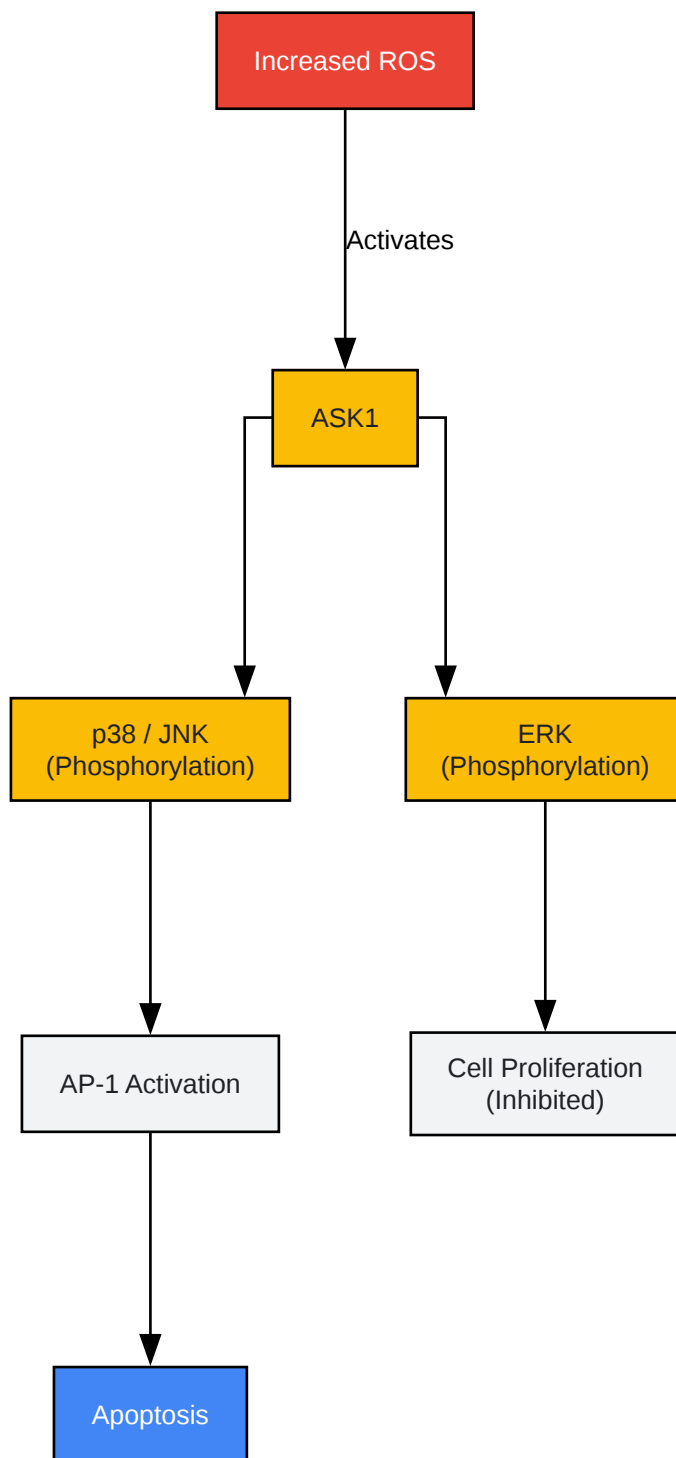 Increased ROS
Activates
ASK1
p38 / JNK
(Phosphorylation)
ERK
(Phosphorylation)
AP-1 Activation
Cell Proliferation
(Inhibited)
Apoptosis